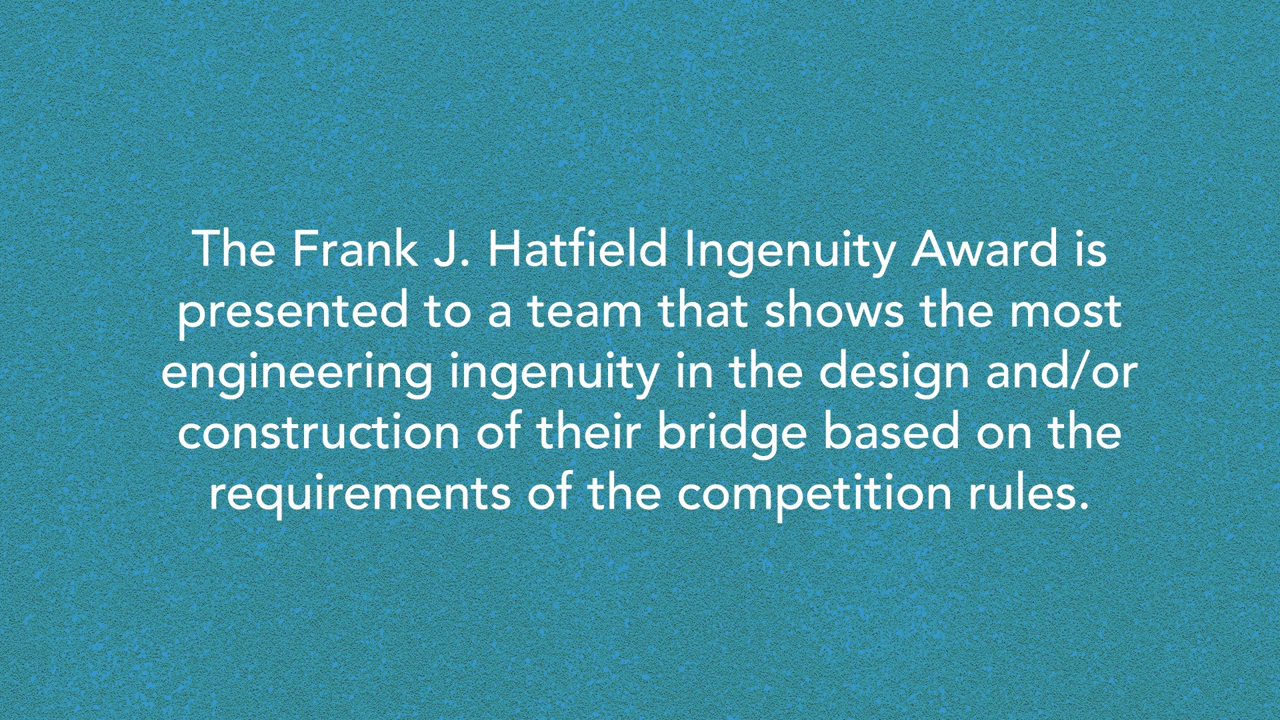 The Frank J. Hatfield Ingenuity Award is
presented to a team that shows the most
engineering ingenuity in the design and/or
construction of their bridge based on the
requirements of the competition rules.